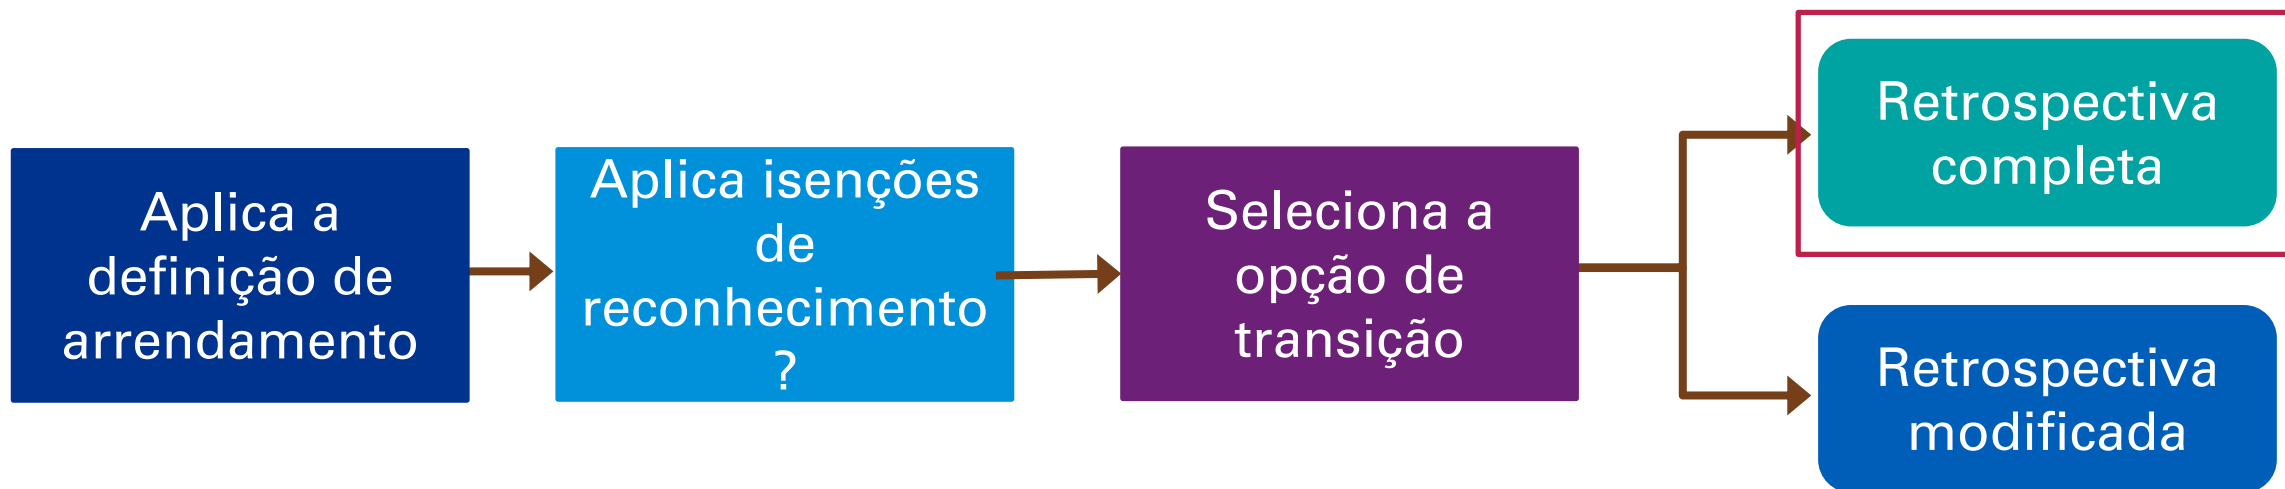 Aplica a
definição de
arrendamento
Aplica isenções
de
reconhecimento
?
Seleciona a
opção de
transição
Retrospectiva
completa
Retrospectiva
modificada